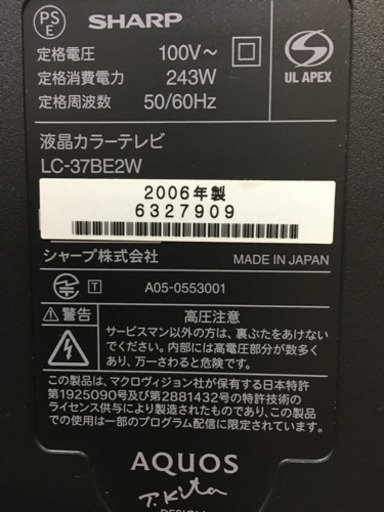 PS
E
SHARP
定格電圧 100V～
定格消費電力 243W
定格周波数 50/60Hz
UL APEX
液晶カラーテレビ
LC-37BE2W
2006年製
6327909
シャープ株式会社 MADE IN JAPAN
T A05-0553001
⚠警告 高圧注意
サービスマン以外の方は、裏ぶたをあけない
でください。内部には高電圧部分が数多く
あり、万一さわると危険です。
この製品は、マクロヴィジョン社が保有する日本特許
第1925090号及び第2881432号の特許技術の
ライセンス供与により製造されたものであり、この製品
での使用は一部のプログラム配信に限定されています。
AQUOS
T. Kita
DESIGN